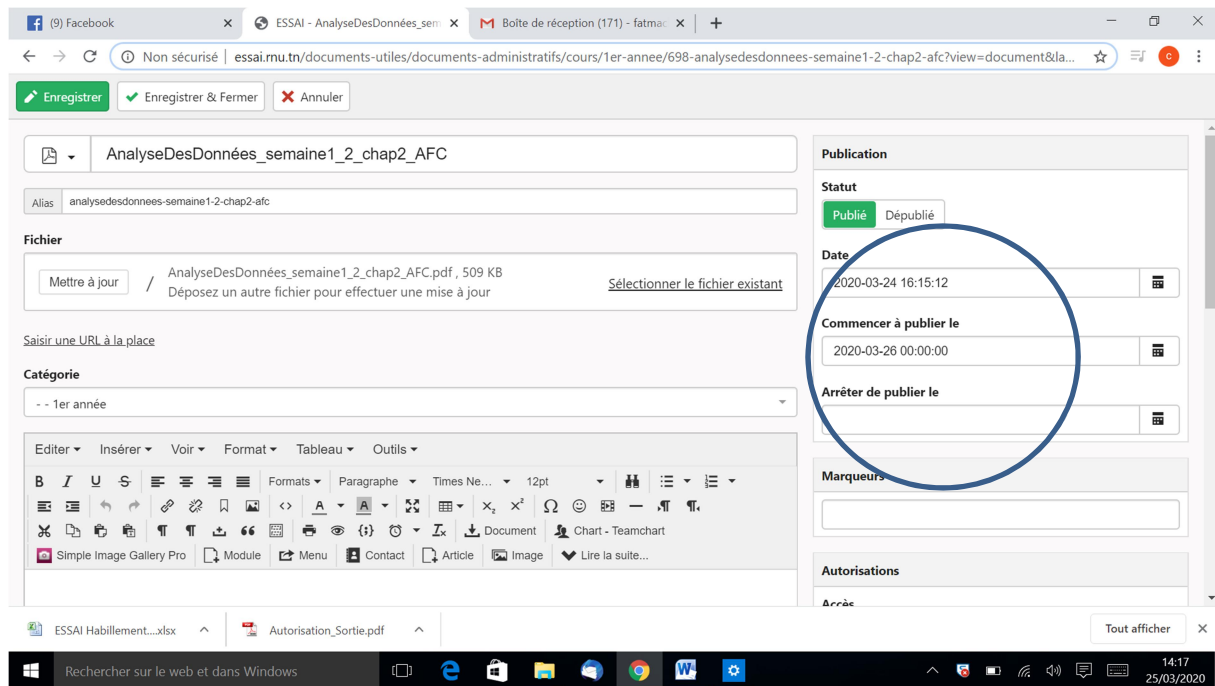 (9) Facebook
ESSAI - AnalyseDesDonnées_sem
Boîte de réception (171) - fatmac
Non sécurisé | essai.rnu.tn/documents-utiles/documents-administratifs/cours/1er-annee/698-analysedesdonnees-semaine1-2-chap2-afc?view=document&la...
C
Enregistrer
Enregistrer & Fermer
Annuler
AnalyseDesDonnées_semaine1_2_chap2_AFC
Alias analysedesdonnees-semaine1-2-chap2-afc
Fichier
Mettre à jour / AnalyseDesDonnées_semaine1_2_chap2_AFC.pdf , 509 KB
Déposez un autre fichier pour effectuer une mise à jour
Sélectionner le fichier existant
Saisir une URL à la place
Catégorie
- - 1er année
Editer Insérer Voir Format Tableau Outils
B I U S Formats Paragraphe Times Ne... 12pt
A A x₂ x² Ω
Ix Document Chart - Teamchart
Simple Image Gallery Pro Module Menu Contact Article Image Lire la suite...
Publication
Statut
Publié Dépublié
Date
2020-03-24 16:15:12
Commencer à publier le
2020-03-26 00:00:00
Arrêter de publier le
Marqueurs
Autorisations
Accès
ESSAI Habillement....xlsx
Autorisation_Sortie.pdf
Tout afficher
Rechercher sur le web et dans Windows
14:17
25/03/2020